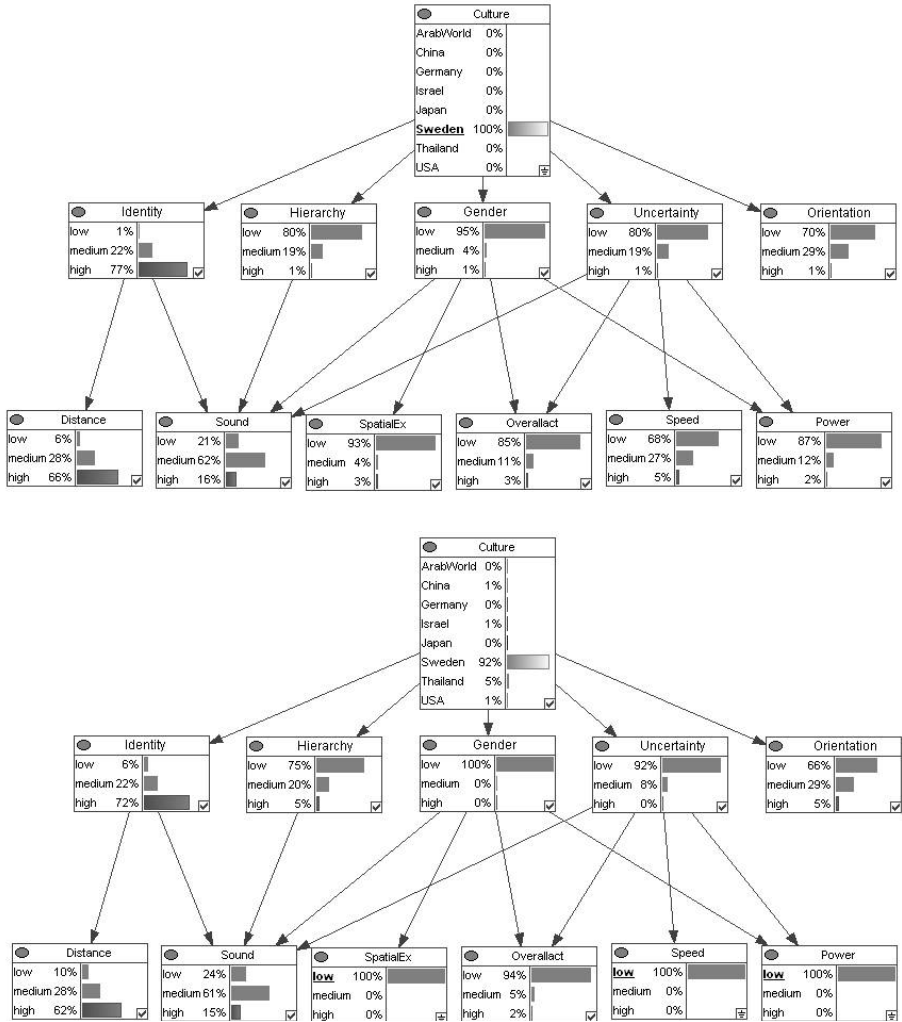 Culture
ArabWorld 0%
China 0%
Germany 0%
Israel 0%
Japan 0%
Sweden 100%
Thailand 0%
USA 0%
Identity
low 1%
medium 22%
high 77%
Hierarchy
low 80%
medium 19%
high 1%
Gender
low 95%
medium 4%
high 1%
Uncertainty
low 80%
medium 19%
high 1%
Orientation
low 70%
medium 29%
high 1%
Distance
low 6%
medium 28%
high 66%
Sound
low 21%
medium 62%
high 16%
SpatialEx
low 93%
medium 4%
high 3%
Overallact
low 85%
medium 11%
high 3%
Speed
low 68%
medium 27%
high 5%
Power
low 87%
medium 12%
high 2%
Culture
ArabWorld 0%
China 1%
Germany 0%
Israel 1%
Japan 0%
Sweden 92%
Thailand 5%
USA 1%
Identity
low 6%
medium 22%
high 72%
Hierarchy
low 75%
medium 20%
high 5%
Gender
low 100%
medium 0%
high 0%
Uncertainty
low 92%
medium 8%
high 0%
Orientation
low 66%
medium 29%
high 5%
Distance
low 10%
medium 28%
high 62%
Sound
low 24%
medium 61%
high 15%
SpatialEx
low 100%
medium 0%
high 0%
Overallact
low 94%
medium 5%
high 2%
Speed
low 100%
medium 0%
high 0%
Power
low 100%
medium 0%
high 0%